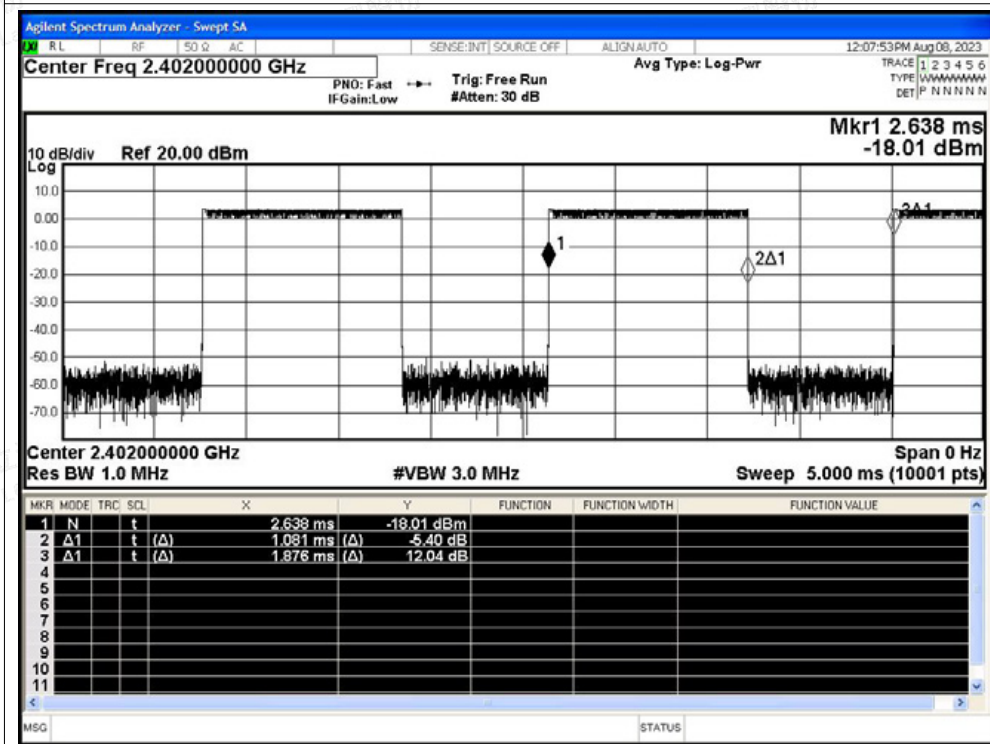 Agilent Spectrum Analyzer - Swept SA
LXI RL RF 50 Ω AC SENSE:INT SOURCE OFF ALIGN AUTO 12:07:53 PM Aug 08, 2023
Center Freq 2.402000000 GHz
PNO: Fast
IFGain:Low
Trig: Free Run
#Atten: 30 dB
Avg Type: Log-Pwr
TRACE 1 2 3 4 5 6
TYPE WWWWWW
DET P N N N N N
Mkr1 2.638 ms
-18.01 dBm
10 dB/div Ref 20.00 dBm
Log
10.0
0.00
-10.0
-20.0
-30.0
-40.0
-50.0
-60.0
-70.0
1
2Δ1
3Δ1
Center 2.402000000 GHz Span 0 Hz
Res BW 1.0 MHz #VBW 3.0 MHz Sweep 5.000 ms (10001 pts)
MKR MODE TRC SCL X Y FUNCTION FUNCTION WIDTH FUNCTION VALUE
1 N t 2.638 ms -18.01 dBm
2 Δ1 t (Δ) 1.081 ms (Δ) -5.40 dB
3 Δ1 t (Δ) 1.876 ms (Δ) 12.04 dB
4
5
6
7
8
9
10
11
MSG STATUS